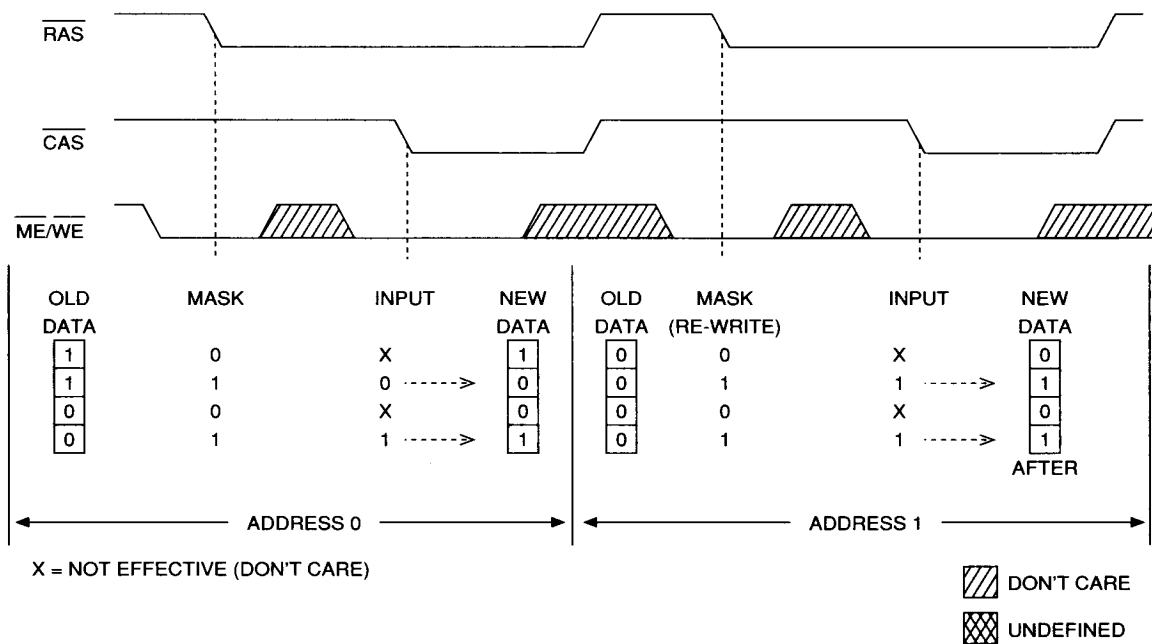 RAS
CAS
ME/WE
OLD DATA MASK INPUT NEW DATA OLD DATA MASK (RE-WRITE) INPUT NEW DATA
1 0 X 1 0 0 X 0
1 1 0 0 0 1 1 1
0 0 X 0 0 0 X 0
0 1 1 1 0 1 1 1
AFTER
ADDRESS 0 ADDRESS 1
X = NOT EFFECTIVE (DON'T CARE)
DON'T CARE
UNDEFINED